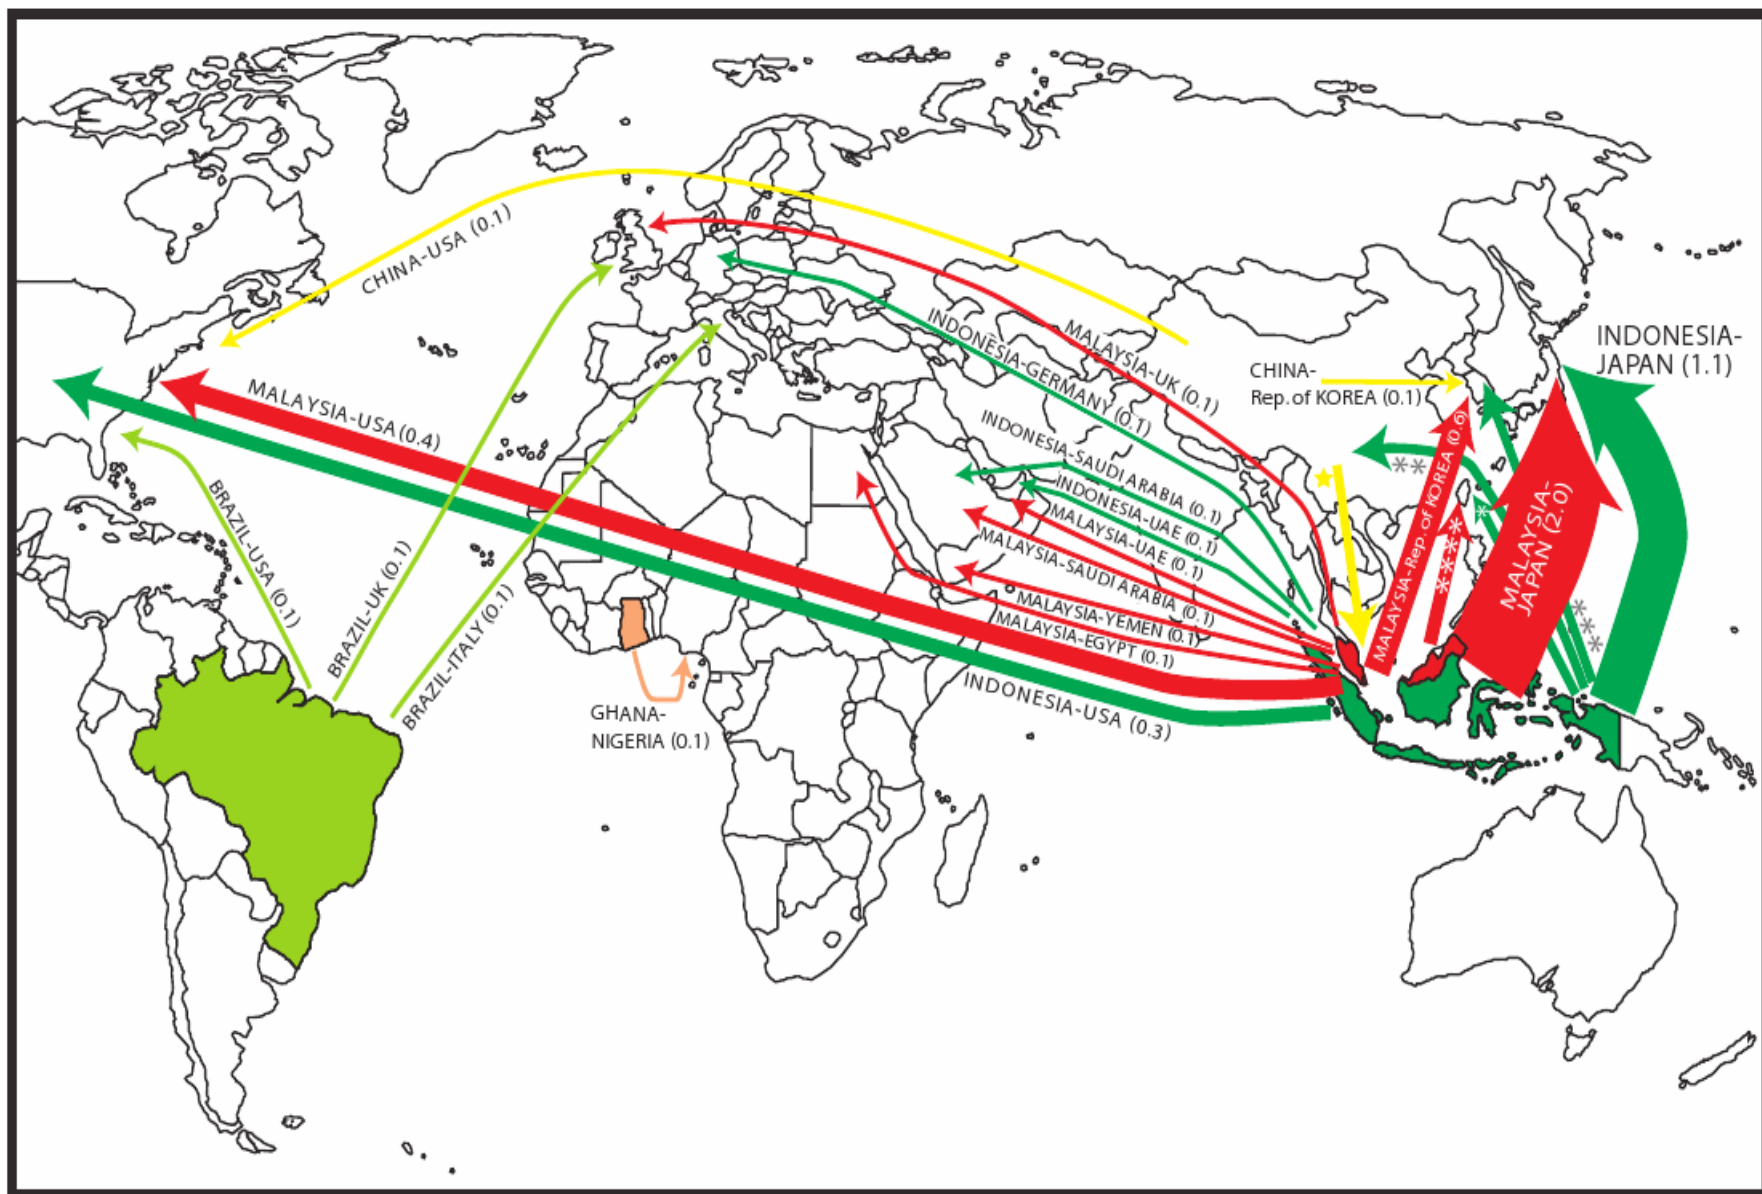 CHINA-USA (0.1)
MALAYSIA-UK (0.1)
INDONESIA-GERMANY (0.1)
INDONESIA-
JAPAN (1.1)
CHINA-
Rep. of KOREA (0.1)
MALAYSIA-USA (0.4)
INDONESIA-SAUDI ARABIA (0.1)
INDONESIA-UAE (0.1)
MALAYSIA-UAE (0.1)
MALAYSIA-SAUDI ARABIA (0.1)
MALAYSIA-YEMEN (0.1)
MALAYSIA-EGYPT (0.1)
MALAYSIA-Rep. of KOREA (0.6)
**
*
****
***
MALAYSIA-
JAPAN (2.0)
BRAZIL-USA (0.1)
BRAZIL-UK (0.1)
BRAZIL-ITALY (0.1)
GHANA-
NIGERIA (0.1)
INDONESIA-USA (0.3)